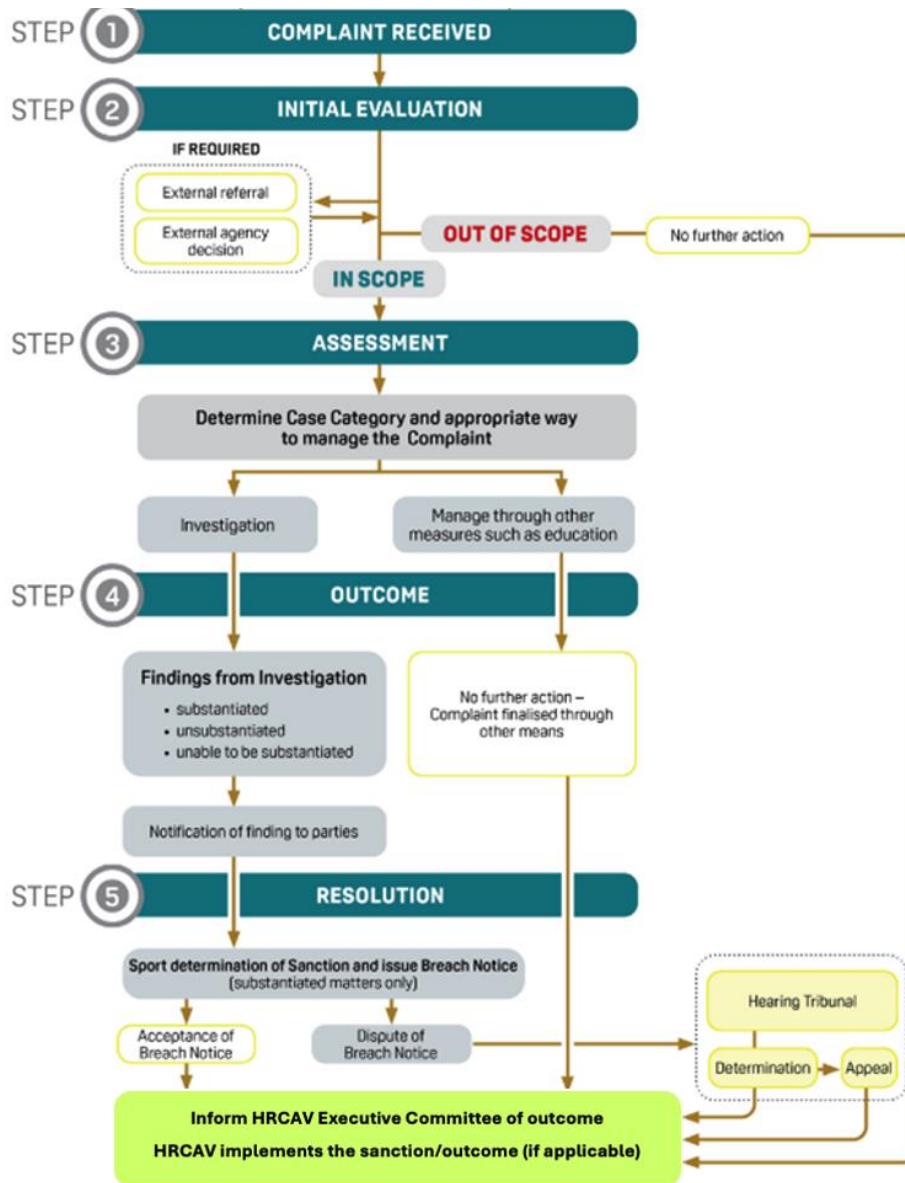 STEP 1 COMPLAINT RECEIVED
STEP 2 INITIAL EVALUATION
IF REQUIRED
External referral
External agency
decision
OUT OF SCOPE
No further action
IN SCOPE
STEP 3 ASSESSMENT
Determine Case Category and appropriate way
to manage the Complaint
Investigation
Manage through other
measures such as education
STEP 4 OUTCOME
Findings from Investigation
• substantiated
• unsubstantiated
• unable to be substantiated
No further action –
Complaint finalised through
other means
Notification of finding to parties
STEP 5 RESOLUTION
Sport determination of Sanction and issue Breach Notice
(substantiated matters only)
Acceptance of
Breach Notice
Dispute of
Breach Notice
Hearing Tribunal
Determination
Appeal
Inform HRCAV Executive Committee of outcome
HRCAV implements the sanction/outcome (if applicable)